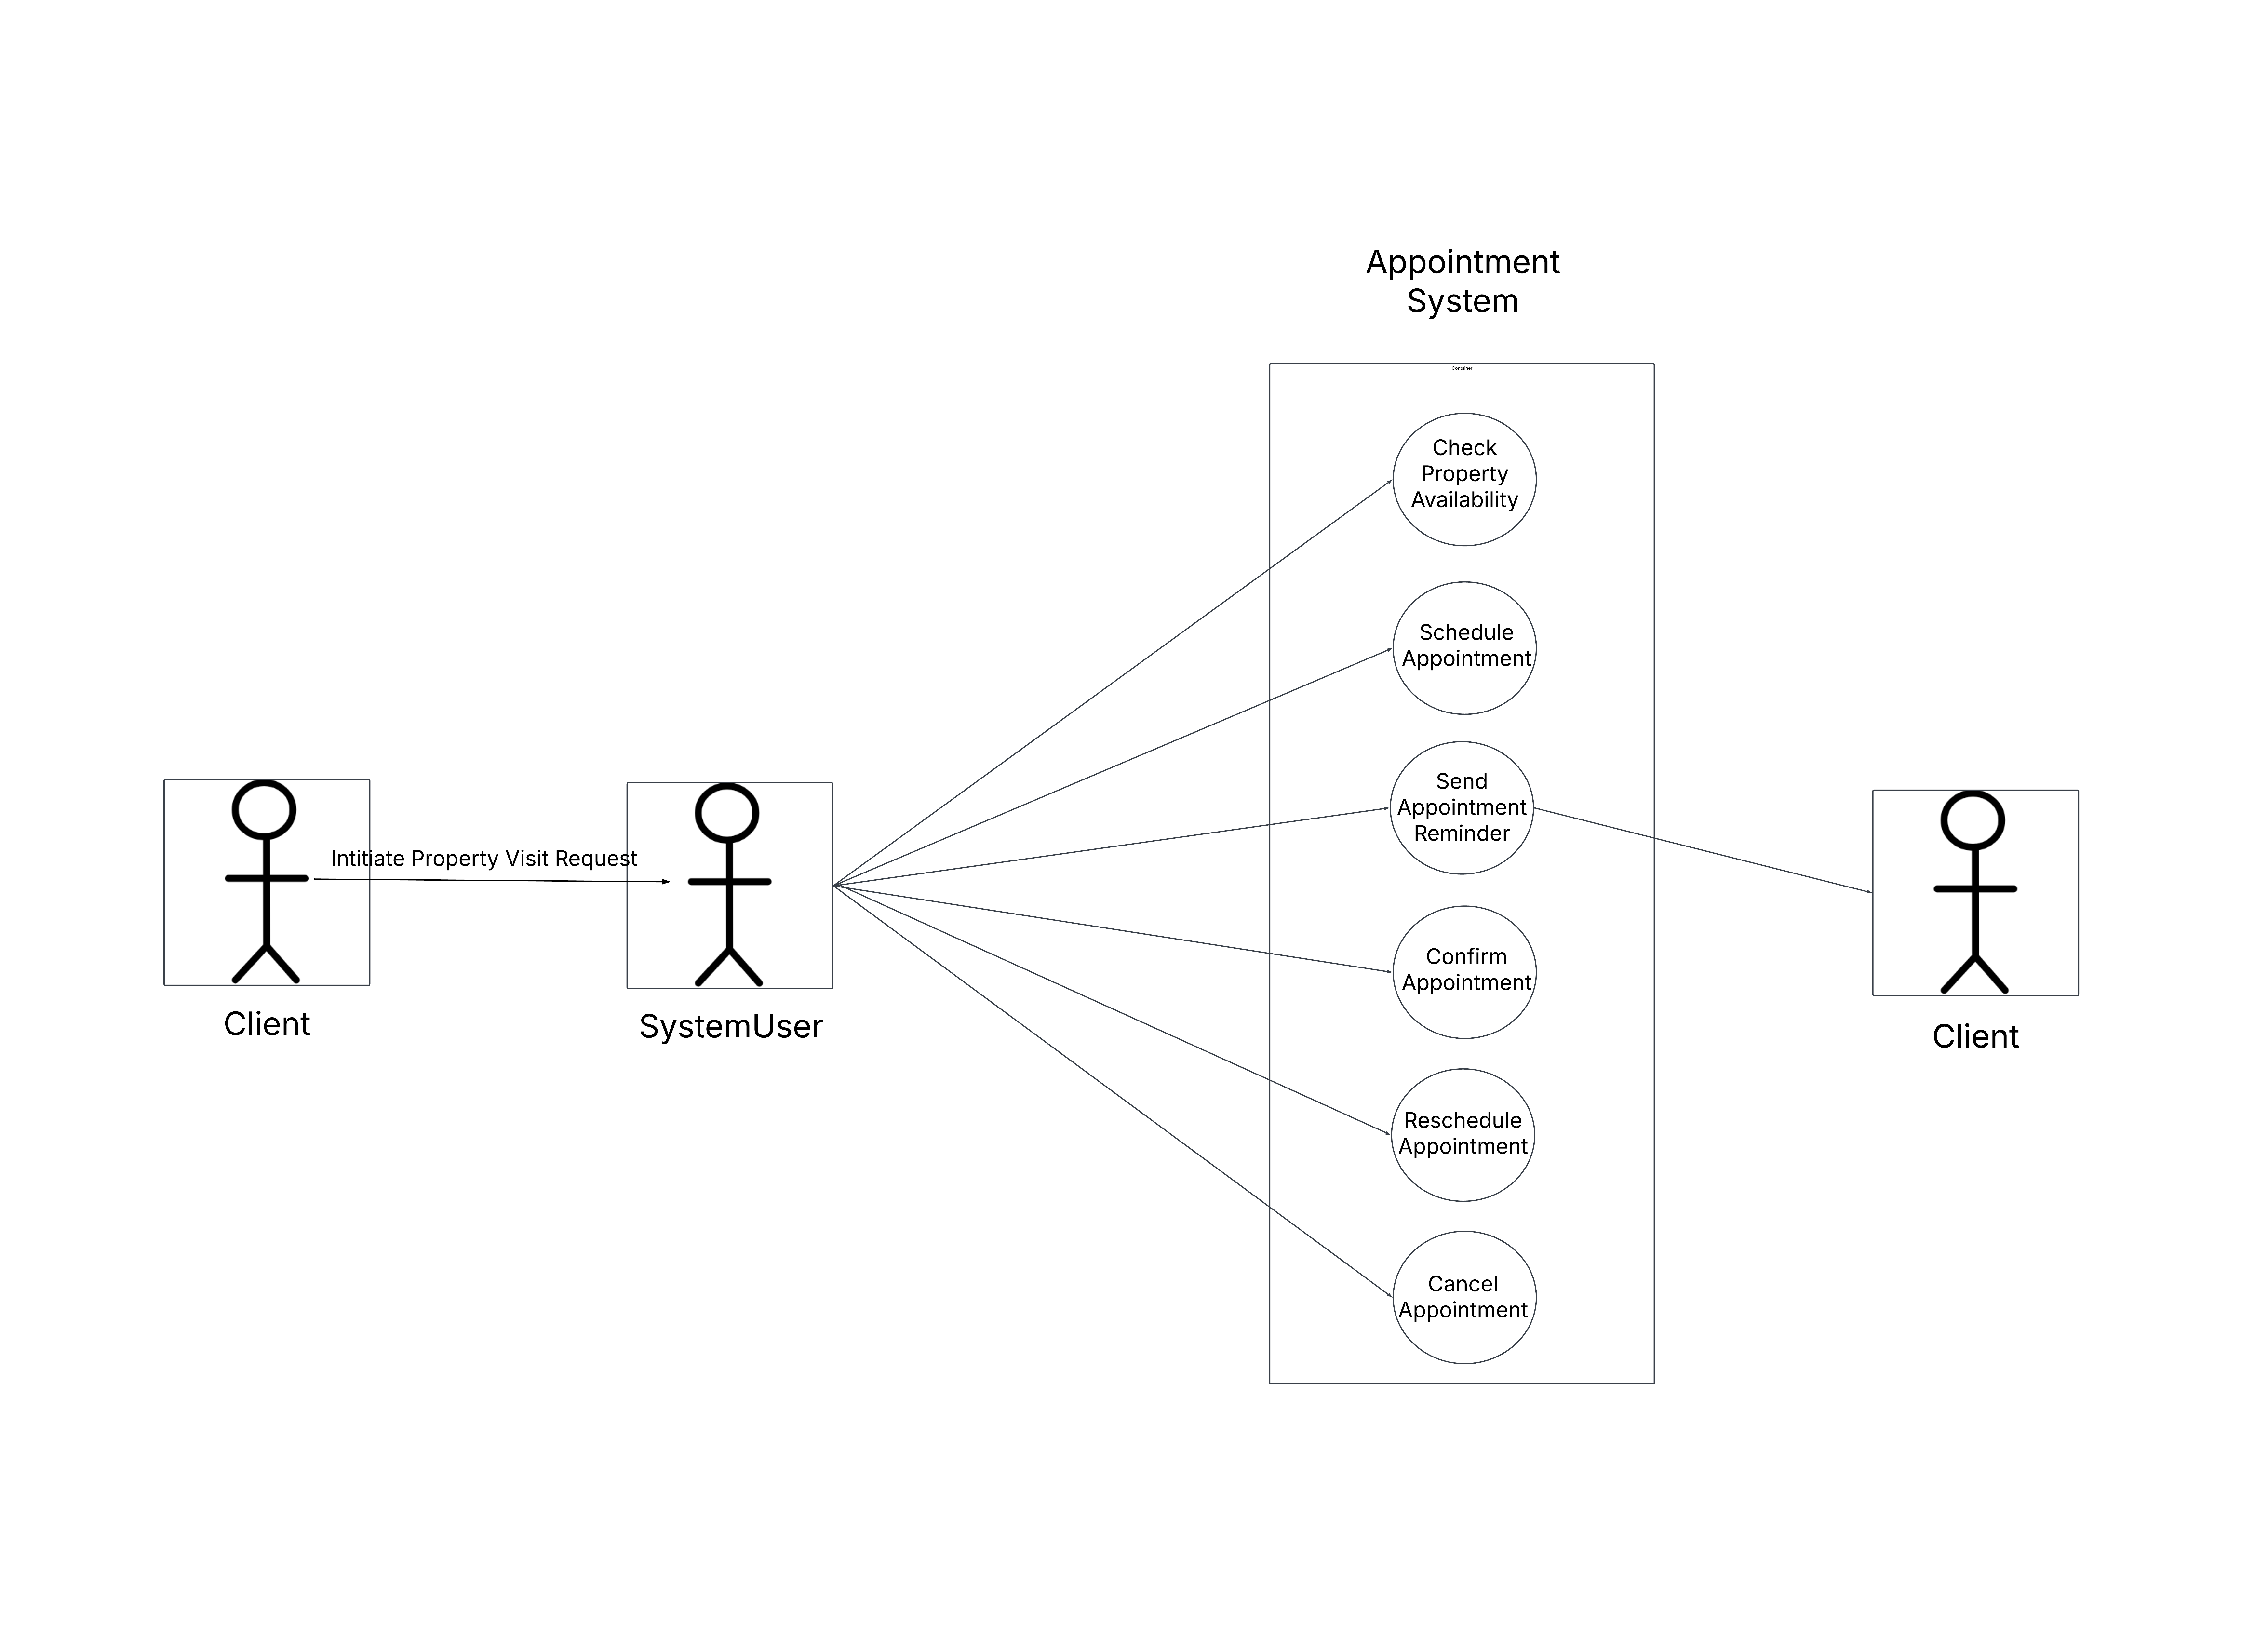 Appointment
System
Container
Check
Property
Availability
Schedule
Appointment
Send
Appointment
Reminder
Intitiate Property Visit Request
Confirm
Appointment
Client
SystemUser
Client
Reschedule
Appointment
Cancel
Appointment